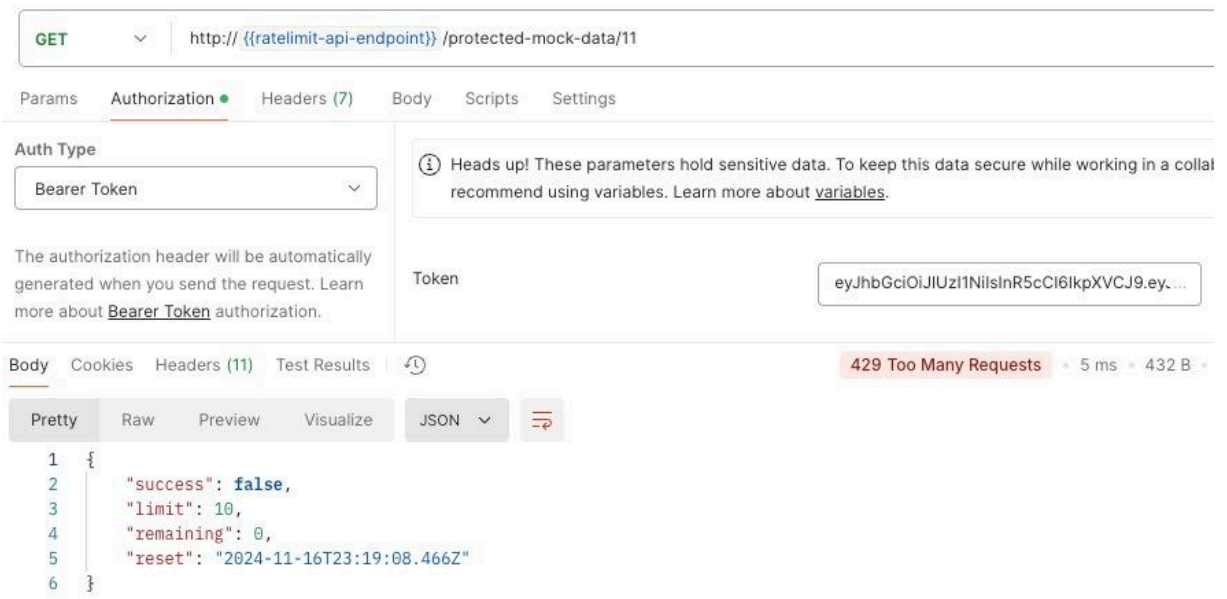 GET http:// {{ratelimit-api-endpoint}} /protected-mock-data/11
Params Authorization Headers (7) Body Scripts Settings
Auth Type
Bearer Token
The authorization header will be automatically
generated when you send the request. Learn
more about Bearer Token authorization.
Heads up! These parameters hold sensitive data. To keep this data secure while working in a collab
recommend using variables. Learn more about variables.
Token
eyJhbGciOiJIUzI1NiIsInR5cCI6IkpXVCJ9.ey...
Body Cookies Headers (11) Test Results 429 Too Many Requests 5 ms 432 B
Pretty Raw Preview Visualize JSON
1 {
2 "success": false,
3 "limit": 10,
4 "remaining": 0,
5 "reset": "2024-11-16T23:19:08.466Z"
6 }